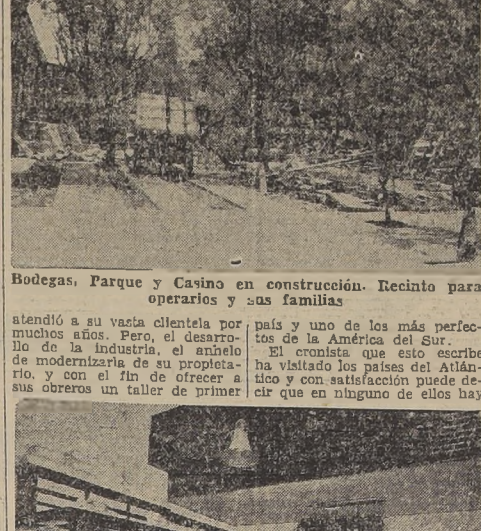 Bodegas, Parque y Casino en construcción. Recinto para
operarios y sus familias
atendió a su vasta clientela por
muchos años. Pero, el desarro-
llo de la industria, el anhelo
de modernizarla de su propieta-
rio, y con el fin de ofrecer a
sus obreros un taller de primer
país y uno de los más perfec-
tos de la América del Sur.
El cronista que esto escribe
ha visitado los países del Atlán-
tico y con satisfacción puede de-
cir que en ninguno de ellos hay